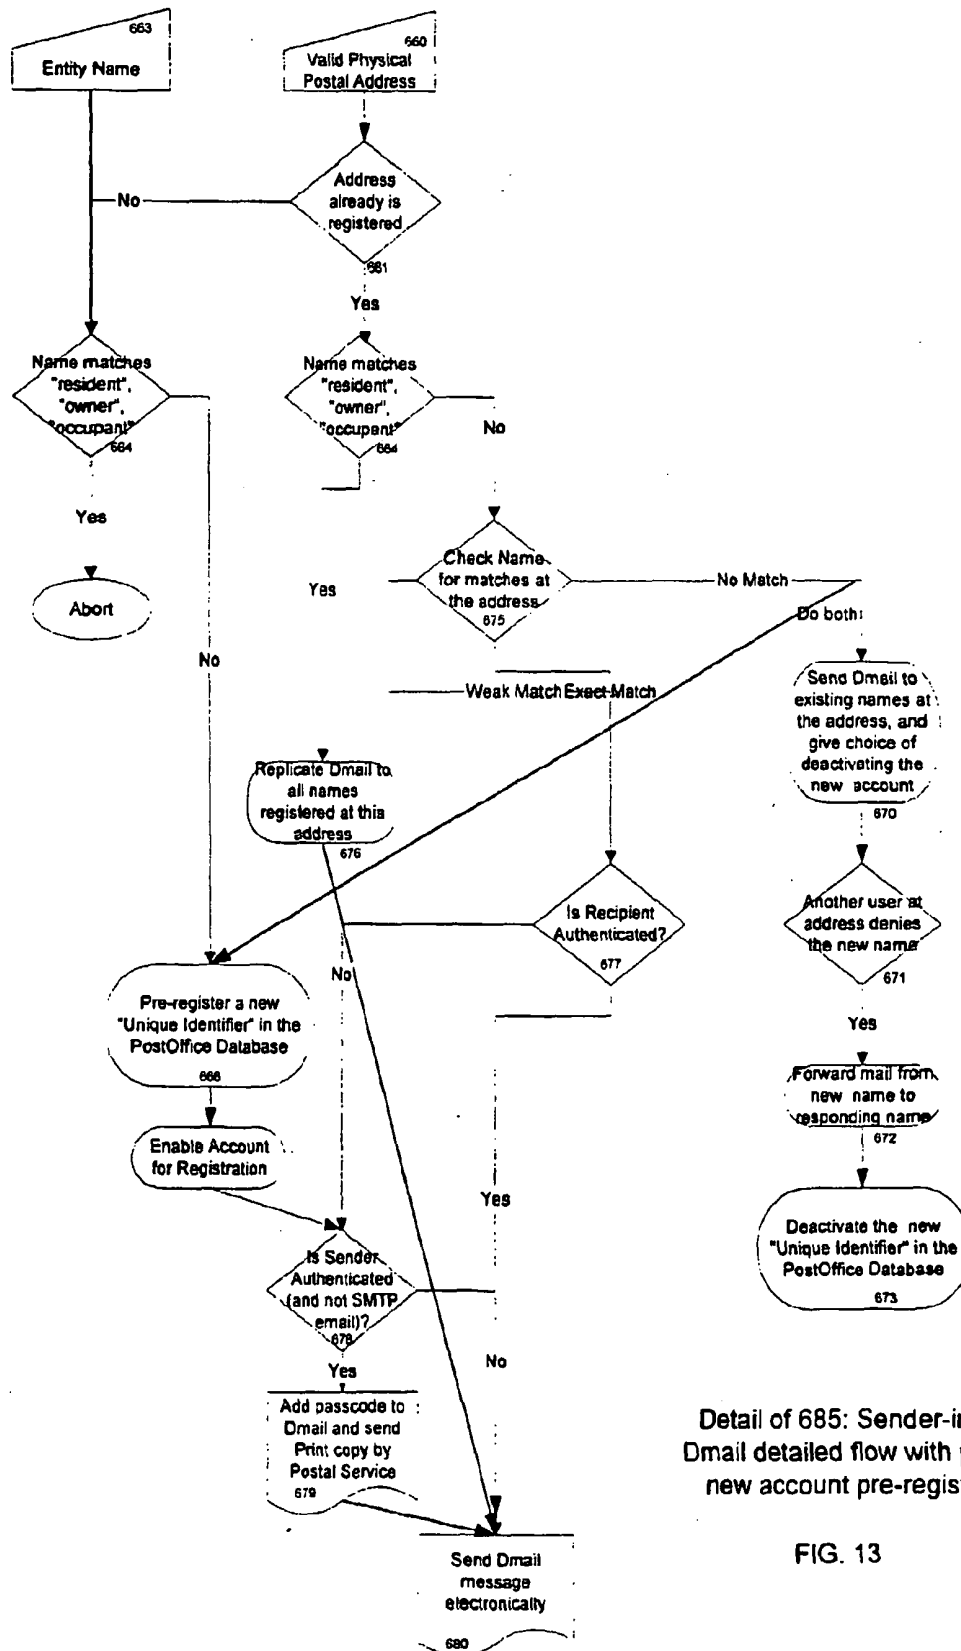 663
Entity Name
660
Valid Physical
Postal Address
Address
already is
registered
661
No
Yes
Name matches
"resident",
"owner",
"occupant"
664
Name matches
"resident",
"owner",
"occupant"
664
No
Yes
Abort
Yes
Check Name
for matches at
the address
675
No Match
Do both:
No
Weak Match
Exact Match
Send Dmail to
existing names at
the address, and
give choice of
deactivating the
new account
670
Replicate Dmail to
all names
registered at this
address
676
Is Recipient
Authenticated?
677
Another user at
address denies
the new name
671
No
Yes
Pre-register a new
"Unique Identifier" in the
PostOffice Database
666
Forward mail from
new name to
responding name
672
Enable Account
for Registration
Yes
Deactivate the new
"Unique Identifier" in the
PostOffice Database
673
Is Sender
Authenticated
(and not SMTP
email)?
678
No
Yes
Add passcode to
Dmail and send
Print copy by
Postal Service
679
Send Dmail
message
electronically
680
Detail of 685: Sender-in
Dmail detailed flow with
new account pre-regist
FIG. 13